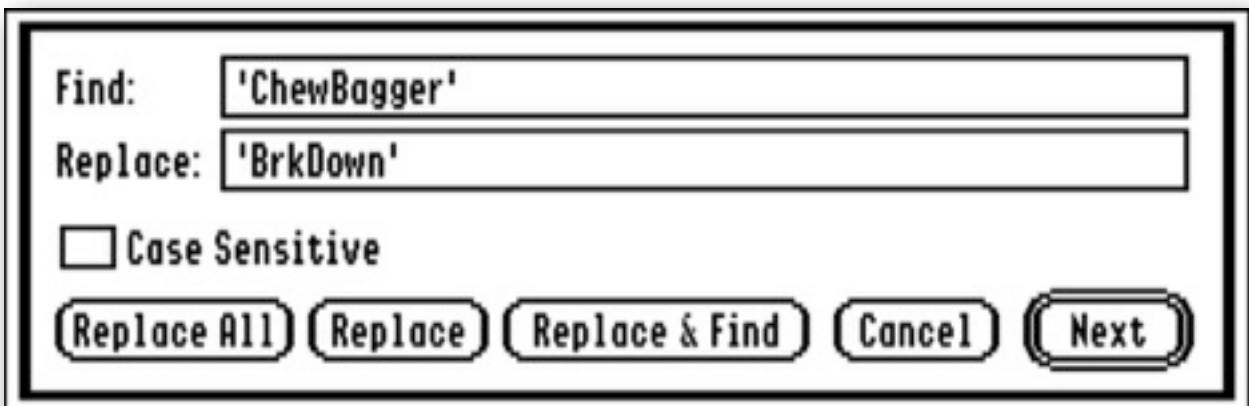 Find: 'ChewBagger'
Replace: 'BrkDown'
Case Sensitive
Replace All Replace Replace & Find Cancel Next